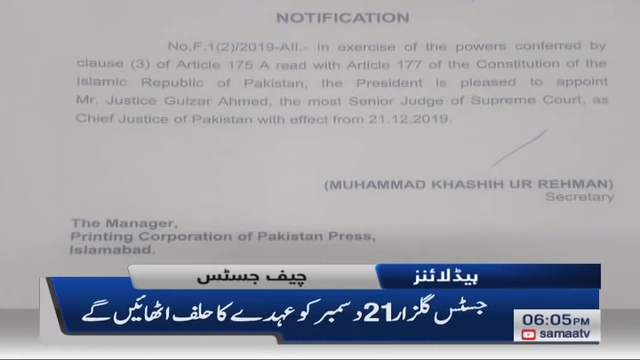 NOTIFICATION
No.F.1(2)/2019-AII.- in exercise of the powers conferred by
clause (3) of Article 175 A read with Article 177 of the Constitution of the
Islamic Republic of Pakistan, the President is pleased to appoint
Mr. Justice Gulzar Ahmed, the most Senior Judge of Supreme Court, as
Chief Justice of Pakistan with effect from 21.12.2019.
(MUHAMMAD KHASHIH UR REHMAN)
Secretary
The Manager,
Printing Corporation of Pakistan Press,
Islamabad.
ہیڈلائنز
چیف جسٹس
جسٹس گلزار 21 دسمبر کو عہدے کا حلف اٹھائیں گے
06:05PM
samaatv